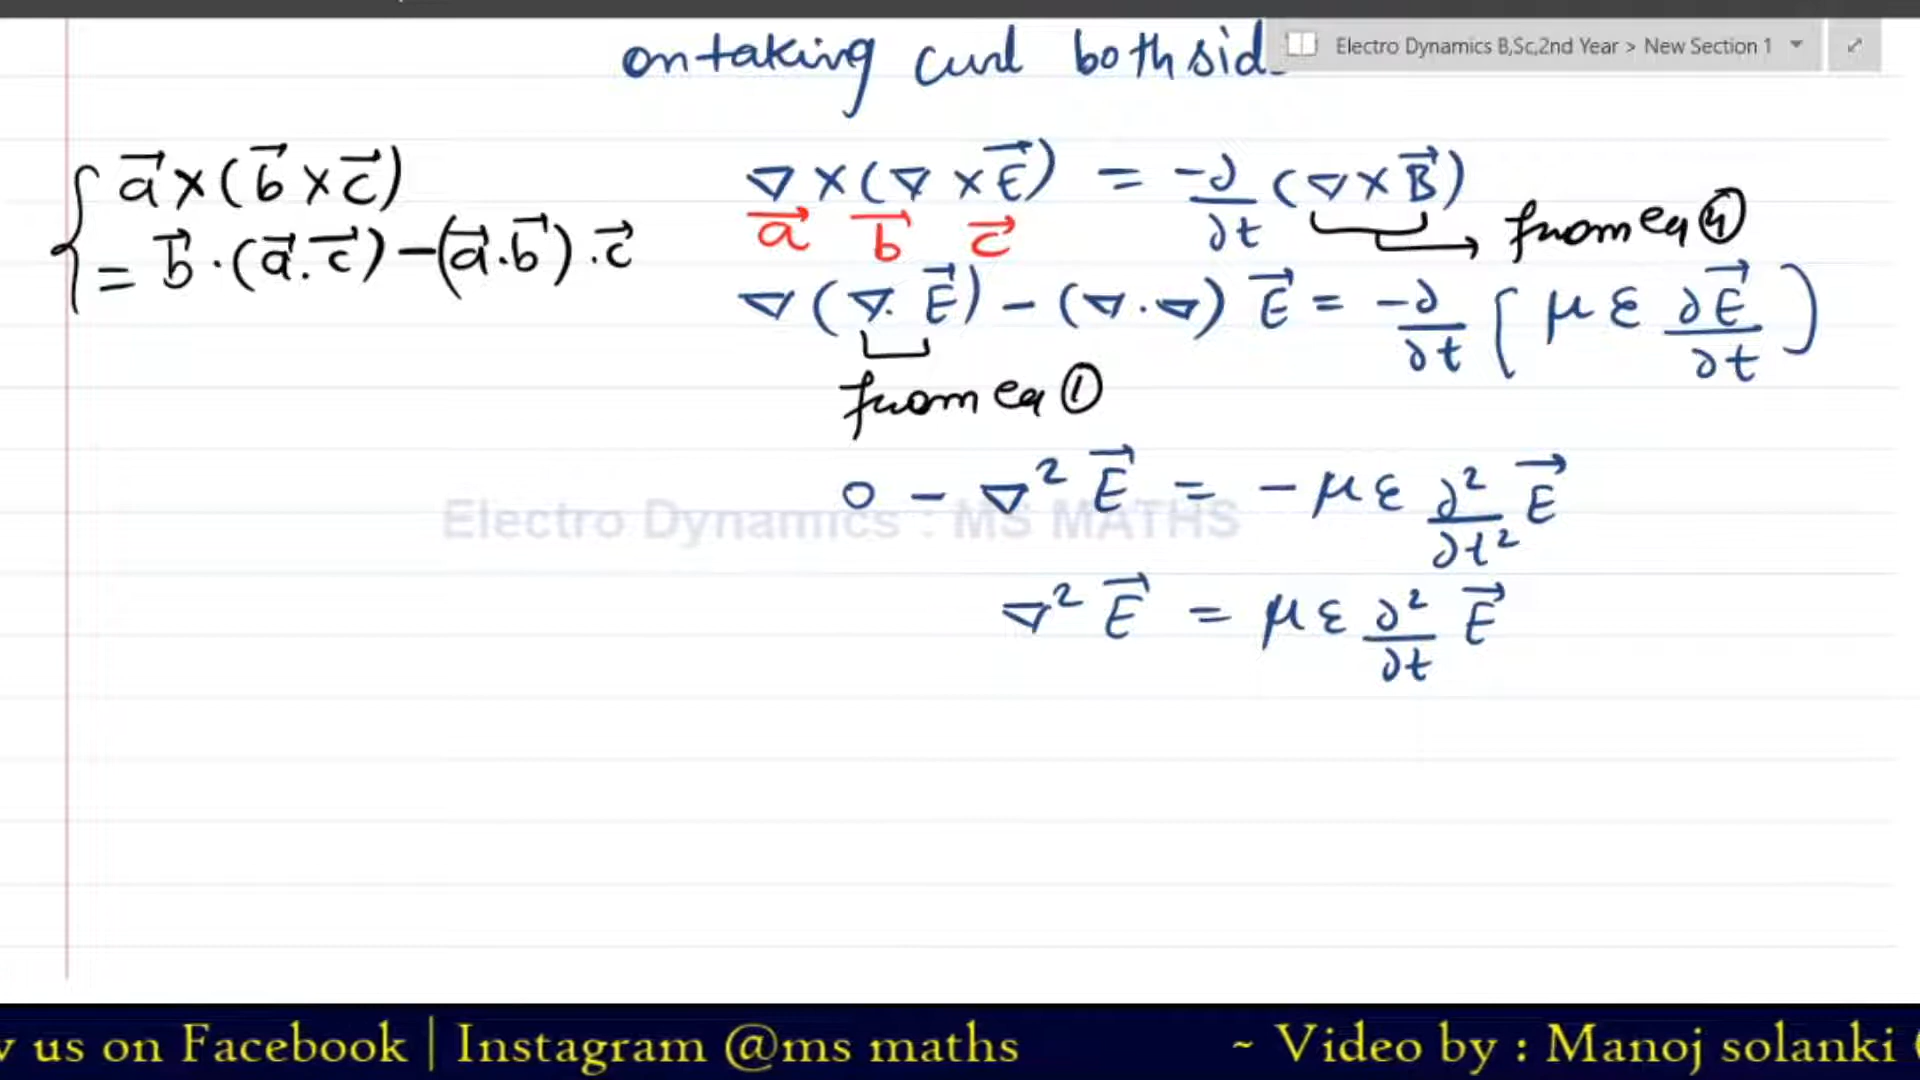 on taking curl both sid
Electro Dynamics B,Sc,2nd Year > New Section 1
a⃗ × (b⃗ × c⃗)
= b⃗ · (a⃗ . c⃗) − (a⃗ . b⃗) . c⃗
∇ × (∇ × E⃗) = −∂/∂t (∇ × B⃗)
a⃗ b⃗ c⃗
from eq ④
∇ (∇. E⃗) − (∇ . ∇) E⃗ = −∂/∂t [μ ε ∂E⃗/∂t)
from eq ①
0 − ∇² E⃗ = − μ ε ∂²/∂t² E⃗
Electro Dynamics : MS MATHS
∇² E⃗ = μ ε ∂²/∂t E⃗
us on Facebook | Instagram @ms maths ~ Video by : Manoj solanki